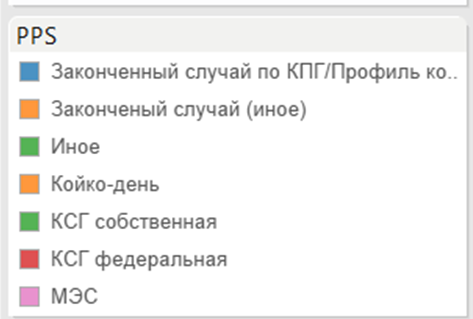 PPS
Законченный случай по КПГ/Профиль ко..
Законченый случай (иное)
Иное
Койко-день
КСГ собственная
КСГ федеральная
МЭС